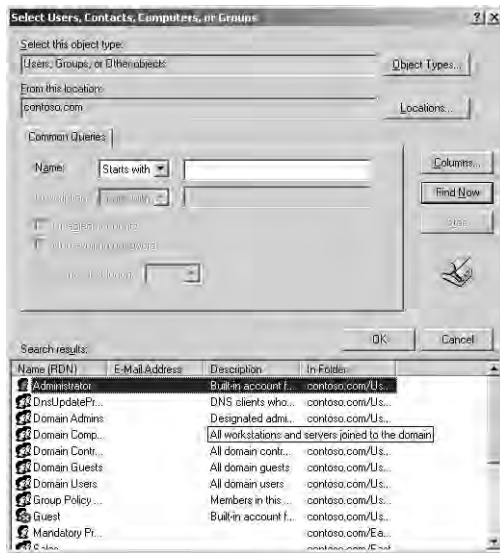 Select Users, Contacts, Computers, or Groups
Select this object type:
Users, Groups, or Other objects
Object Types...
From this location:
contoso.com
Locations...
Common Queries
Name: Starts with
Columns...
Find Now
Stop
OK Cancel
Search results:
Name (RDN) E-Mail Address Description In Folder
Administrator Built-in account f... contoso.com/Us...
DnsUpdatePr... DNS clients who... contoso.com/Us...
Domain Admins Designated admi... contoso.com/Us...
Domain Comp... All workstations and servers joined to the domain
Domain Contr... All domain contr... contoso.com/Us...
Domain Guests All domain guests contoso.com/Us...
Domain Users All domain users contoso.com/Us...
Group Policy ... Members in this ... contoso.com/Us...
Guest Built-in account f... contoso.com/Us...
Mandatory Pr... contoso.com/Ea...
Sales contoso.com/East